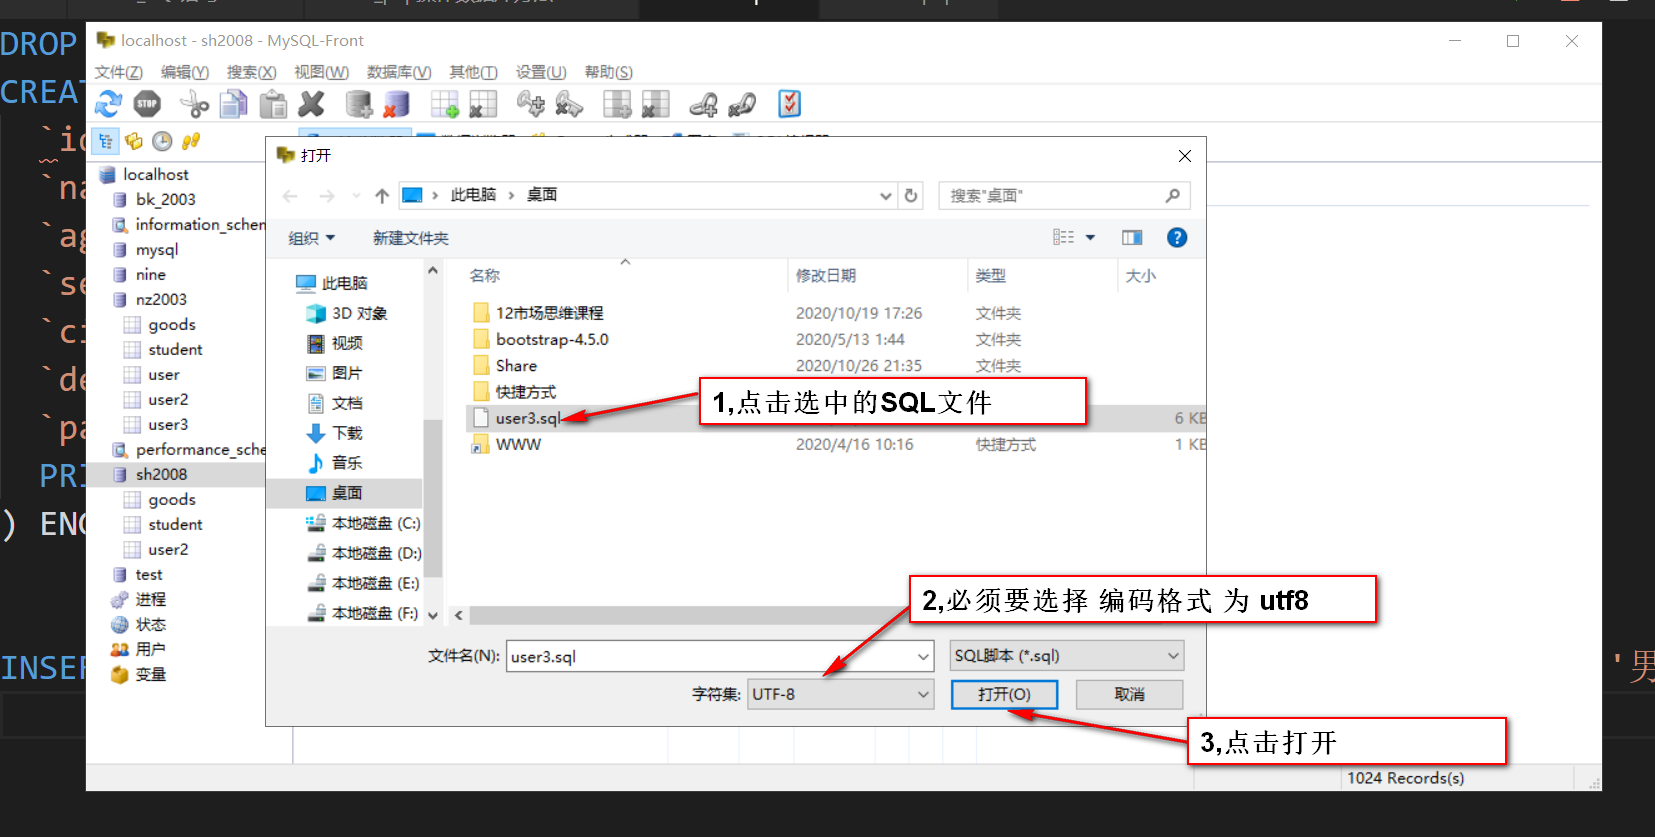 DROP
localhost - sh2008 - MySQL-Front
文件(Z) 编辑(Y) 搜索(X) 视图(W) 数据库(V) 其他(T) 设置(U) 帮助(S)
STOP
localhost
bk_2003
information_schem
mysql
nine
nz2003
goods
student
user
user2
user3
performance_sche
sh2008
goods
student
user2
test
进程
状态
用户
变量
打开
此电脑 › 桌面
搜索"桌面"
组织 新建文件夹
此电脑
3D 对象
视频
图片
文档
下载
音乐
桌面
本地磁盘 (C:)
本地磁盘 (D:)
本地磁盘 (E:)
本地磁盘 (F:)
名称 修改日期 类型 大小
12市场思维课程 2020/10/19 17:26 文件夹
bootstrap-4.5.0 2020/5/13 1:44 文件夹
Share 2020/10/26 21:35 文件夹
快捷方式
user3.sql 6 KB
WWW 2020/4/16 10:16 快捷方式 1 KB
1,点击选中的SQL文件
2,必须要选择 编码格式 为 utf8
文件名(N): user3.sql SQL脚本 (*.sql)
字符集: UTF-8 打开(O) 取消
3,点击打开
1024 Records(s)
CREAT
`id
`na
`ag
`se
`ci
`de
`pa
PRI
) ENG
INSER '男